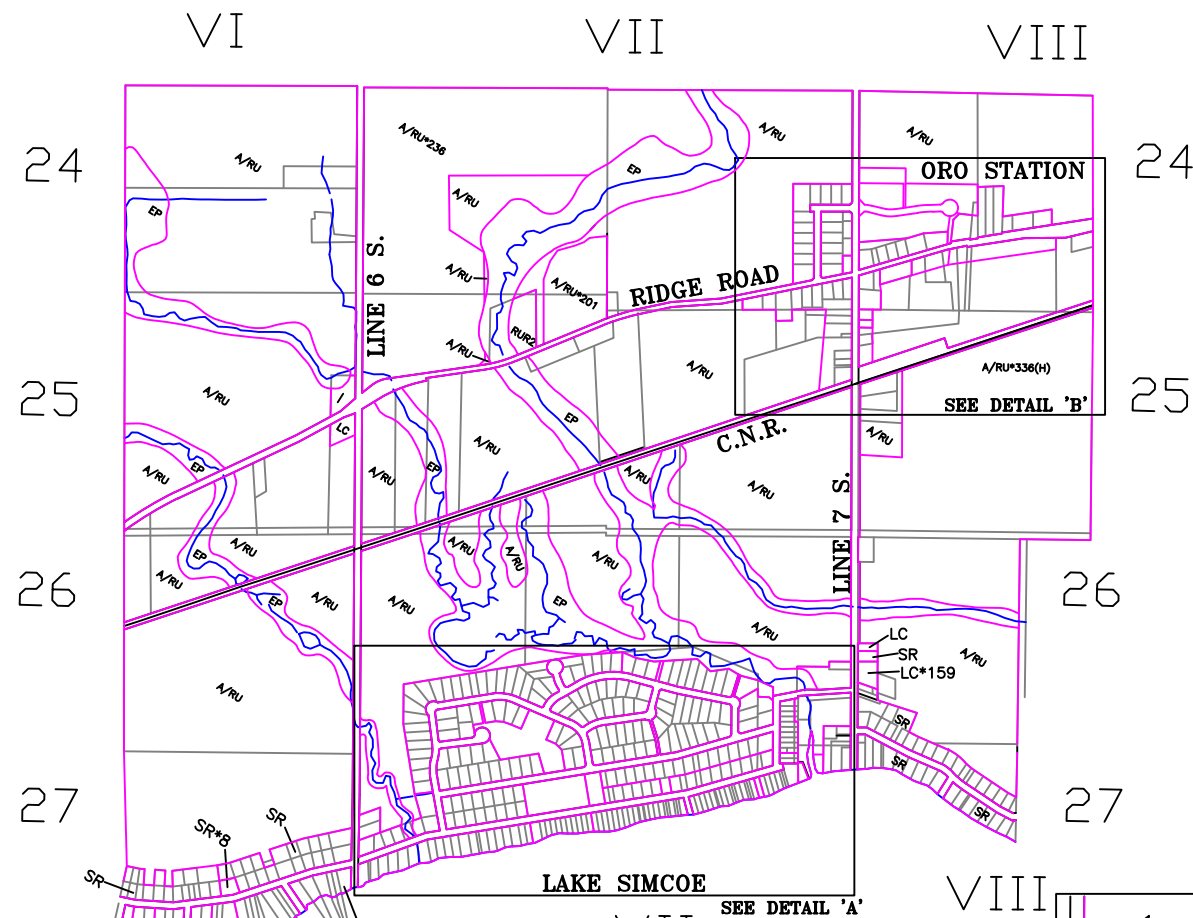 VI
VII
VIII
24
A/RU*236
A/RU
A/RU
24
A/RU
EP
ORO STATION
EP
LINE 6 S.
A/RU
A/RU*201
RIDGE ROAD
RUR2
A/RU
A/RU
A/RU*336(H)
25
A/RU
I
SEE DETAIL 'B'
25
EP
LC
C.N.R.
A/RU
A/RU
EP
EP
A/RU
A/RU
A/RU
A/RU
LINE 7 S.
A/RU
A/RU
A/RU
A/RU
EP
26
A/RU
EP
A/RU
A/RU
EP
26
A/RU
LC
SR
LC*159
A/RU
A/RU
SR
SR
27
SR
SR*8
SR
27
SR
LAKE SIMCOE
VIII
SEE DETAIL 'A'